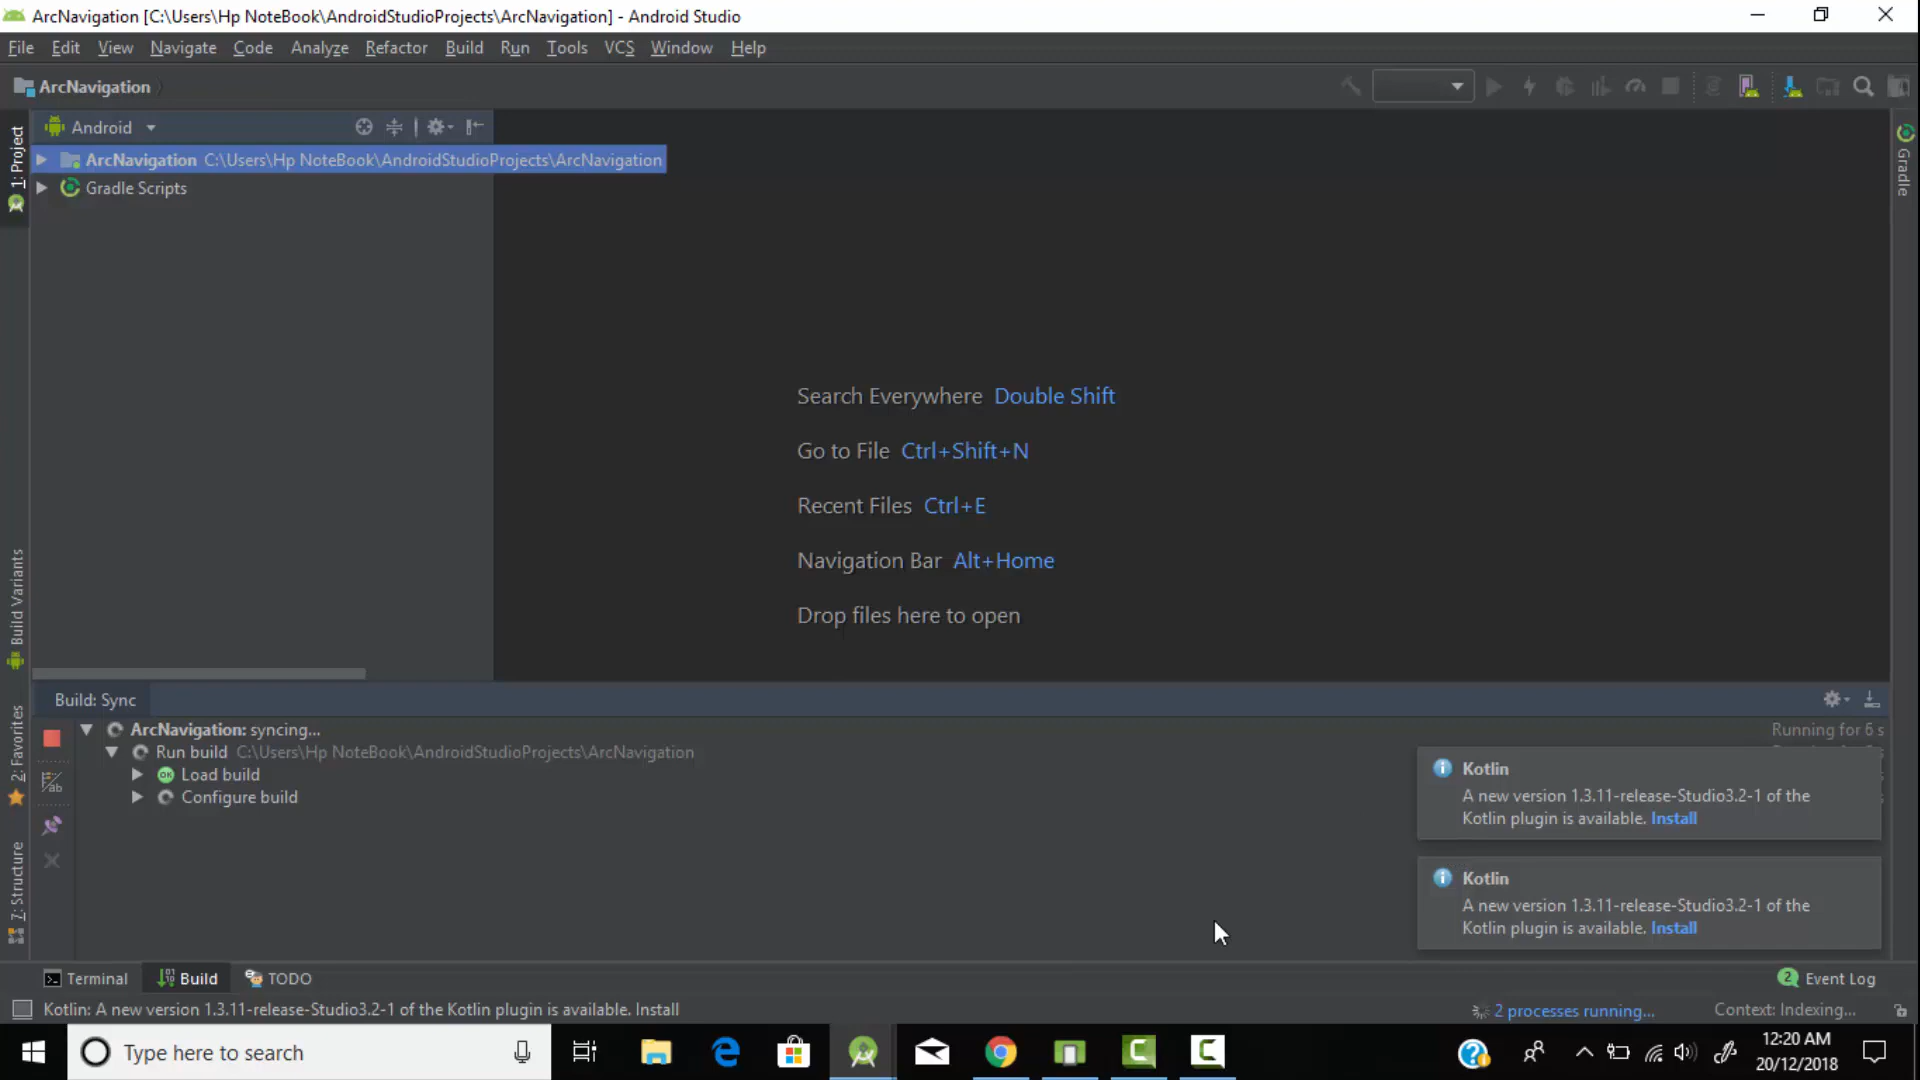 ArcNavigation [C:\Users\Hp NoteBook\AndroidStudioProjects\ArcNavigation] - Android Studio
File Edit View Navigate Code Analyze Refactor Build Run Tools VCS Window Help
ArcNavigation
Android
1: Project
ArcNavigation C:\Users\Hp NoteBook\AndroidStudioProjects\ArcNavigation
Gradle Scripts
Gradle
Search Everywhere Double Shift
Go to File Ctrl+Shift+N
Recent Files Ctrl+E
Navigation Bar Alt+Home
Drop files here to open
Build Variants
2: Favorites
7: Structure
Build: Sync
ArcNavigation: syncing...
Running for 6 s
Run build C:\Users\Hp NoteBook\AndroidStudioProjects\ArcNavigation
OK Load build
Configure build
Kotlin
A new version 1.3.11-release-Studio3.2-1 of the
Kotlin plugin is available. Install
Kotlin
A new version 1.3.11-release-Studio3.2-1 of the
Kotlin plugin is available. Install
Terminal Build TODO
2 Event Log
Kotlin: A new version 1.3.11-release-Studio3.2-1 of the Kotlin plugin is available. Install
2 processes running...
Context: Indexing...
Type here to search
12:20 AM
20/12/2018